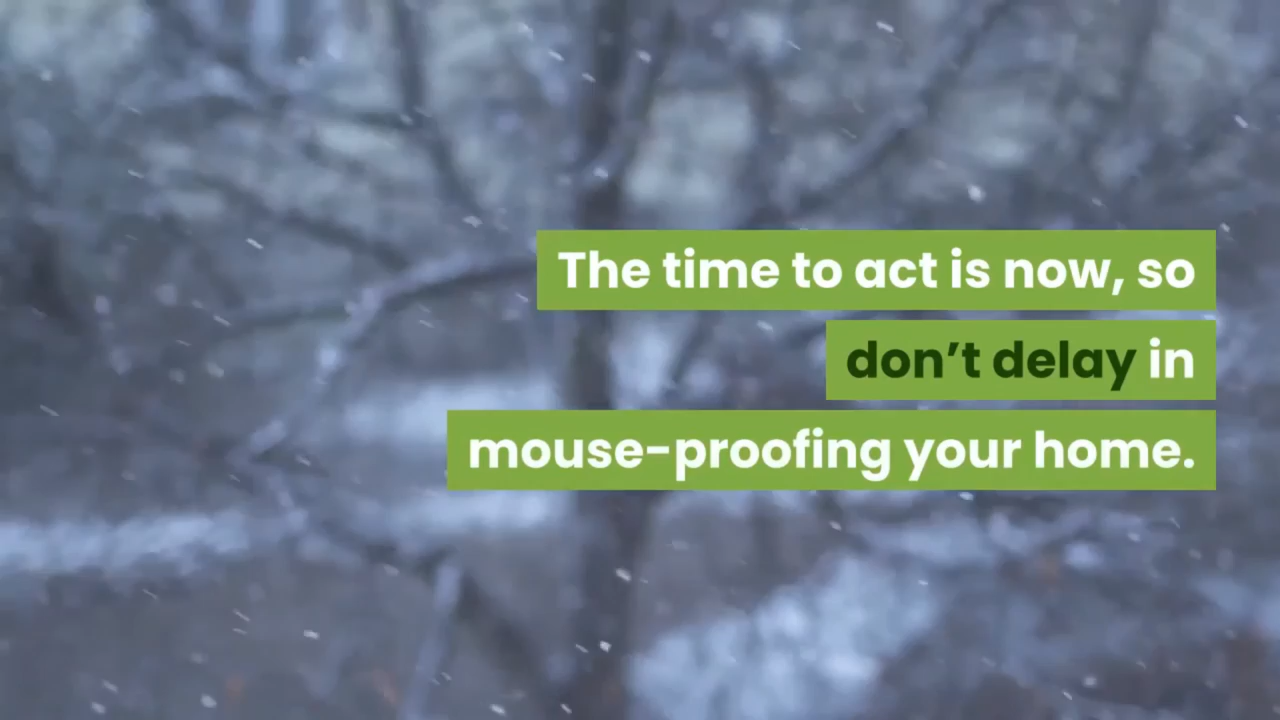 The time to act is now, so
don’t delay in
mouse-proofing your home.